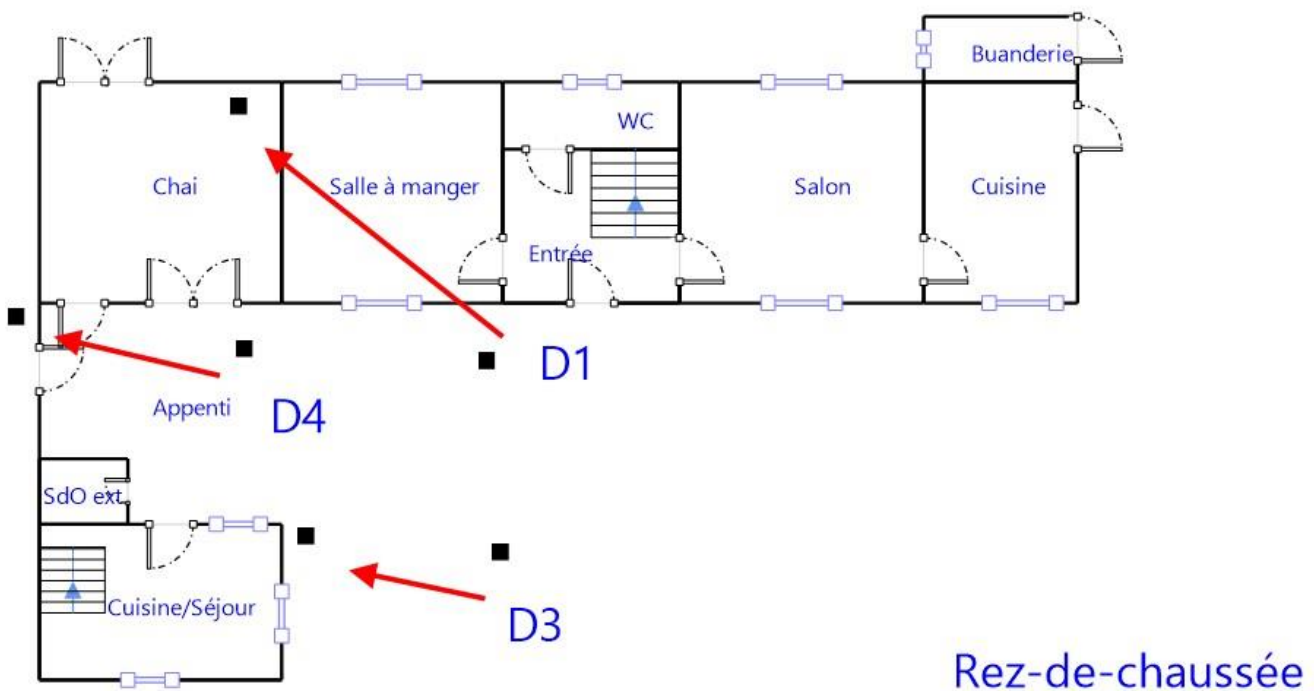 Buanderie
WC
Chai
Salle à manger
Salon
Cuisine
Entrée
D1
D4
Appenti
SdO ext
Cuisine/Séjour
D3
Rez-de-chaussée